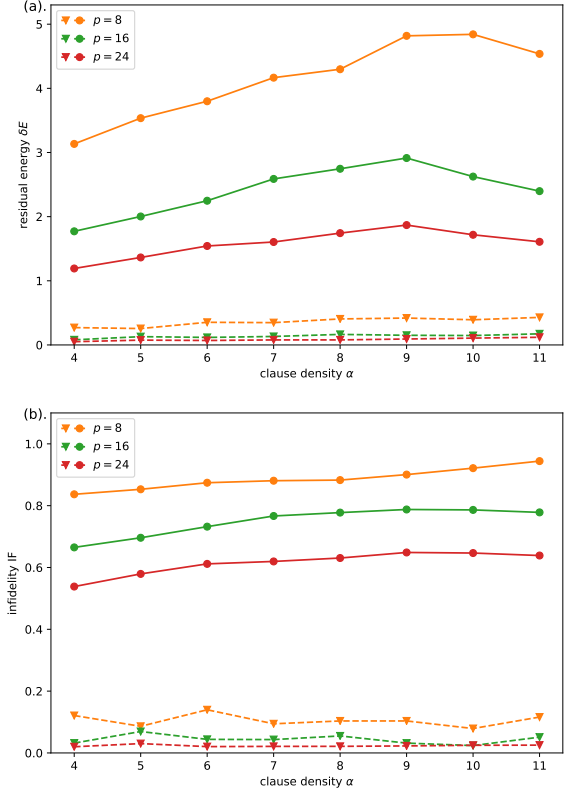 (a).
p = 8
p = 16
p = 24
residual energy δE
5
4
3
2
1
0
4 5 6 7 8 9 10 11
clause density α
(b).
p = 8
p = 16
p = 24
infidelity IF
1.0
0.8
0.6
0.4
0.2
0.0
4 5 6 7 8 9 10 11
clause density α